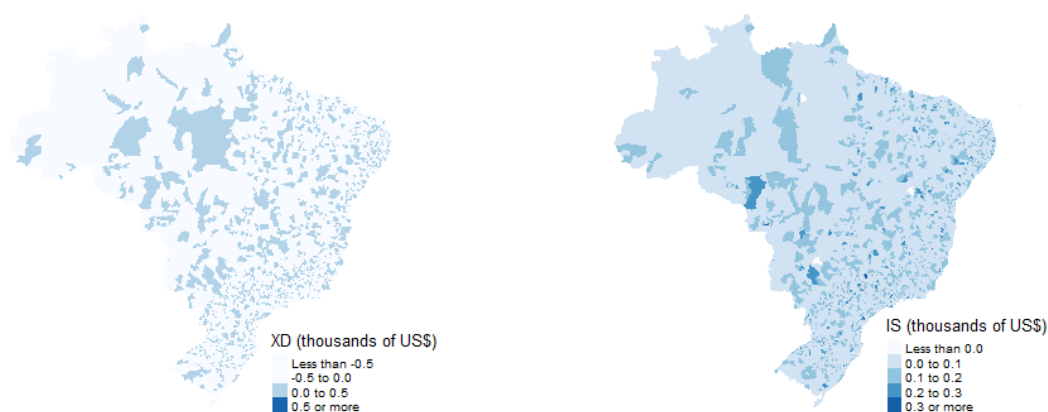 XD (thousands of US$)
Less than -0.5
-0.5 to 0.0
0.0 to 0.5
0.5 or more
IS (thousands of US$)
Less than 0.0
0.0 to 0.1
0.1 to 0.2
0.2 to 0.3
0.3 or more